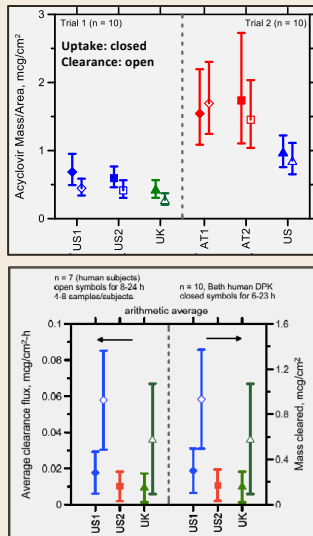 Trial 1 (n = 10)
Trial 2 (n = 10)
Uptake: closed
Clearance: open
Acyclovir Mass/Area, mcg/cm²
3
2
1
0
US1
US2
UK
AT1
AT2
US
n = 7 (human subjects)
open symbols for 8-24 h
4-8 samples/subjects
n = 10, Bath human DPK
closed symbols for 6-23 h
arithmetic average
Average clearance flux, mcg/cm²-h
0.1
0.08
0.06
0.04
0.02
0
1.6
1.2
0.8
0.4
0
Mass cleared, mcg/cm²
US1
US2
UK
US1
US2
UK